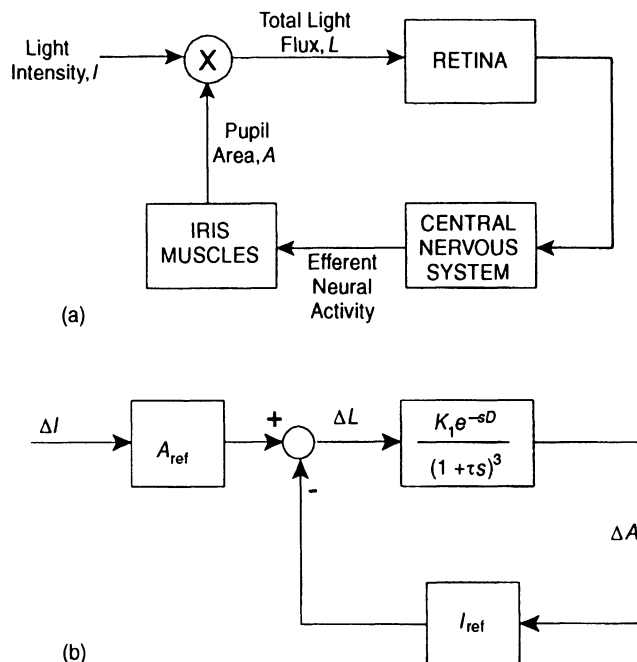 Light
Intensity, I
X
Total Light
Flux, L
RETINA
Pupil
Area, A
IRIS
MUSCLES
Efferent
Neural
Activity
CENTRAL
NERVOUS
SYSTEM
(a)
ΔI
A_ref
+
-
ΔL
K_1 e^{-sD}
(1 + τs)^3
ΔA
I_ref
(b)